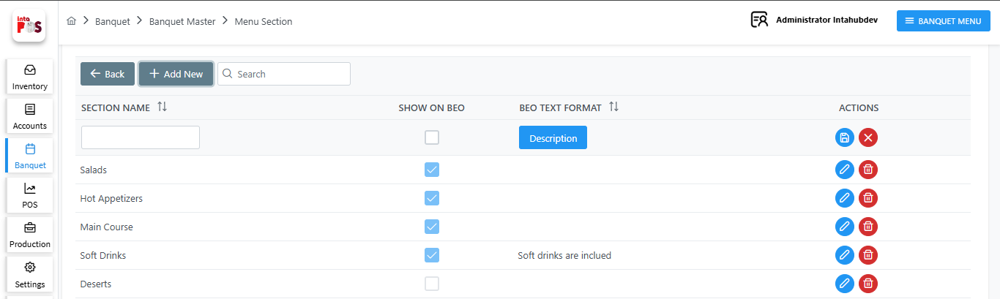 Inta
POS
Banquet
Banquet Master
Menu Section
Administrator Intahubdev
BANQUET MENU
Inventory
Accounts
Banquet
POS
Production
Settings
Back
Add New
Search
SECTION NAME
SHOW ON BEO
BEO TEXT FORMAT
ACTIONS
Description
Salads
Hot Appetizers
Main Course
Soft Drinks
Soft drinks are inclued
Deserts